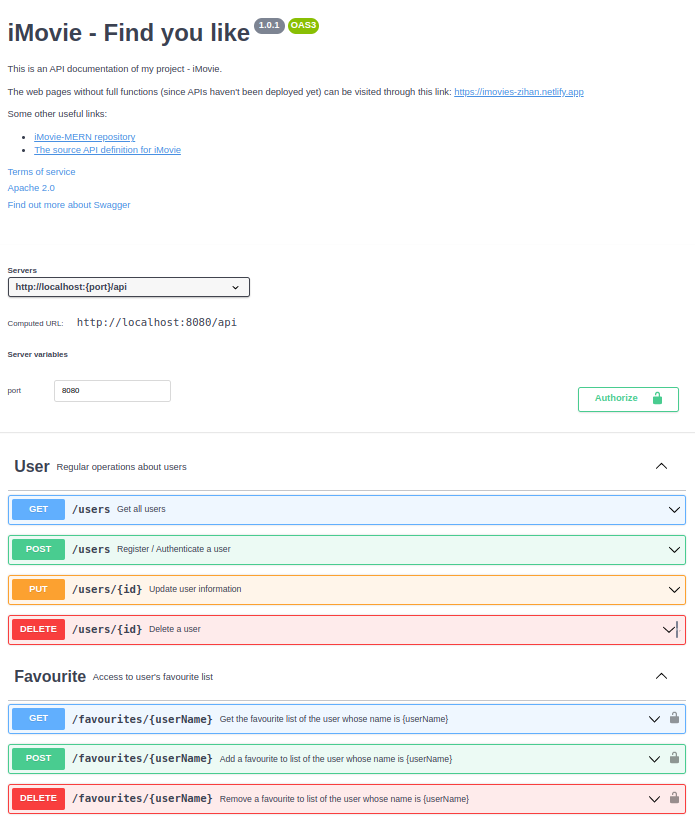 iMovie - Find you like 1.0.1 OAS3
This is an API documentation of my project - iMovie.
The web pages without full functions (since APIs haven't been deployed yet) can be visited through this link: https://imovies-zihan.netlify.app
Some other useful links:
iMovie-MERN repository
The source API definition for iMovie
Terms of service
Apache 2.0
Find out more about Swagger
Servers
http://localhost:{port}/api
Computed URL: http://localhost:8080/api
Server variables
port 8080
Authorize
User Regular operations about users
GET /users Get all users
POST /users Register / Authenticate a user
PUT /users/{id} Update user information
DELETE /users/{id} Delete a user
Favourite Access to user's favourite list
GET /favourites/{userName} Get the favourite list of the user whose name is {userName}
POST /favourites/{userName} Add a favourite to list of the user whose name is {userName}
DELETE /favourites/{userName} Remove a favourite to list of the user whose name is {userName}